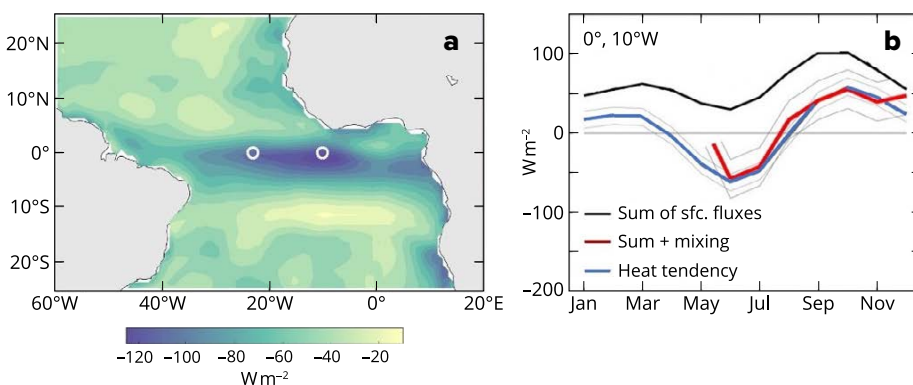 a
20°N
10°N
0°
10°S
20°S
60°W 40°W 20°W 0° 20°E
−120 −100 −80 −60 −40 −20
W m⁻²
b
0°, 10°W
100
0
−100
−200
W m⁻²
Sum of sfc. fluxes
Sum + mixing
Heat tendency
Jan Mar May Jul Sep Nov